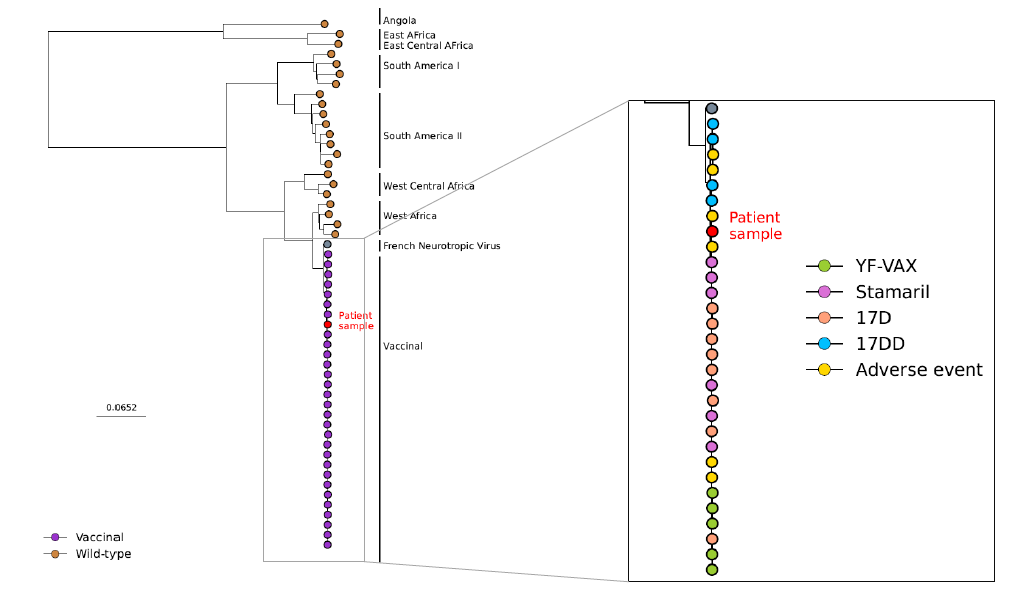 Angola
East AFrica
East Central AFrica
South America I
South America II
West Central Africa
West Africa
French Neurotropic Virus
Patient
sample
Vaccinal
0.0652
Vaccinal
Wild-type
Patient
sample
YF-VAX
Stamaril
17D
17DD
Adverse event